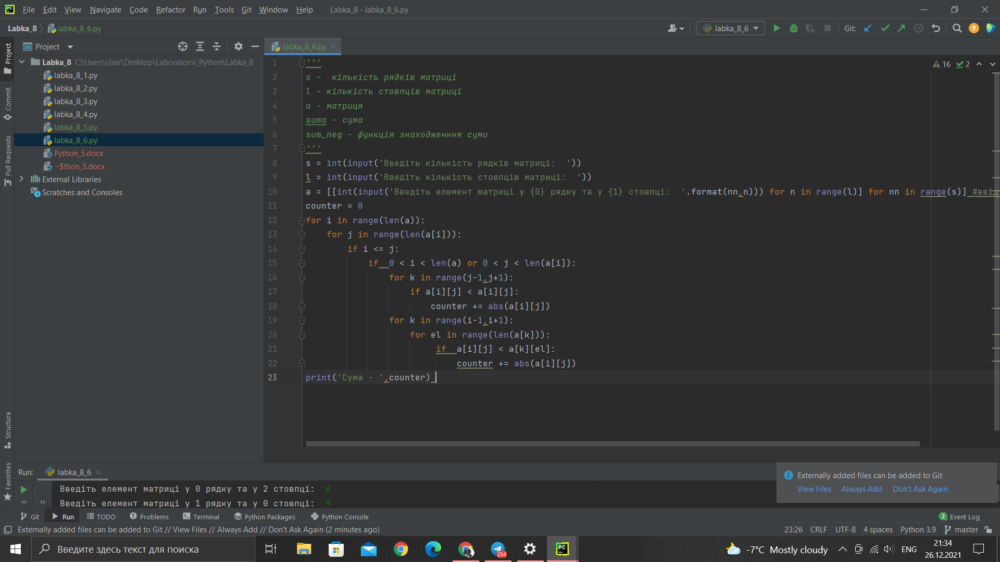 File Edit View Navigate Code Refactor Run Tools Git Window Help Labka_8 - labka_8_6.py
Labka_8 labka_8_6.py labka_8_6 Git:
Project labka_8_6.py
Labka_8 C:\Users\User\Desktop\Laboratorni_Python\Labka_8
labka_8_1.py
labka_8_2.py
labka_8_3.py
labka_8_4.py
labka_8_5.py
labka_8_6.py
Python_5.docx
~$thon_5.docx
External Libraries
Scratches and Consoles
Project
Commit
Pull Requests
Structure
Favorites
16 2
1 '''
2 s -  кількість рядків матриці
3 l - кількість стовпців матриці
4 a - матриця
5 suma - сума
6 sum_neg - функція знаходженння суми
7 '''
8 s = int(input('Введіть кількість рядків матриці:  '))
9 l = int(input('Введіть кількість стовпців матриці:  '))
10 a = [[int(input('Введіть елемент матриці у {0} рядку та у {1} стовпці:  '.format(nn,n))) for n in range(l)] for nn in range(s)] #ввід
11 counter = 0
12 for i in range(len(a)):
13     for j in range(len(a[i])):
14         if i <= j:
15             if  0 < i < len(a) or 0 < j < len(a[i]):
16                 for k in range(j-1,j+1):
17                     if a[i][j] < a[i][j]:
18                         counter += abs(a[i][j])
19                 for k in range(i-1,i+1):
20                     for el in range(len(a[k])):
21                          if  a[i][j] < a[k][el]:
22                              counter += abs(a[i][j])
23 print('Сума - ',counter)
Run: labka_8_6
Введіть елемент матриці у 0 рядку та у 2 стовпці:  6
Введіть елемент матриці у 1 рядку та у 0 стовпці:  9
Externally added files can be added to Git
View Files Always Add Don't Ask Again
Git Run TODO Problems Terminal Python Packages Python Console 2 Event Log
Externally added files can be added to Git // View Files // Always Add // Don't Ask Again (2 minutes ago) 23:26 CRLF UTF-8 4 spaces Python 3.9 master
Введите здесь текст для поиска PC 254 -7°C Mostly cloudy ENG 21:34
26.12.2021